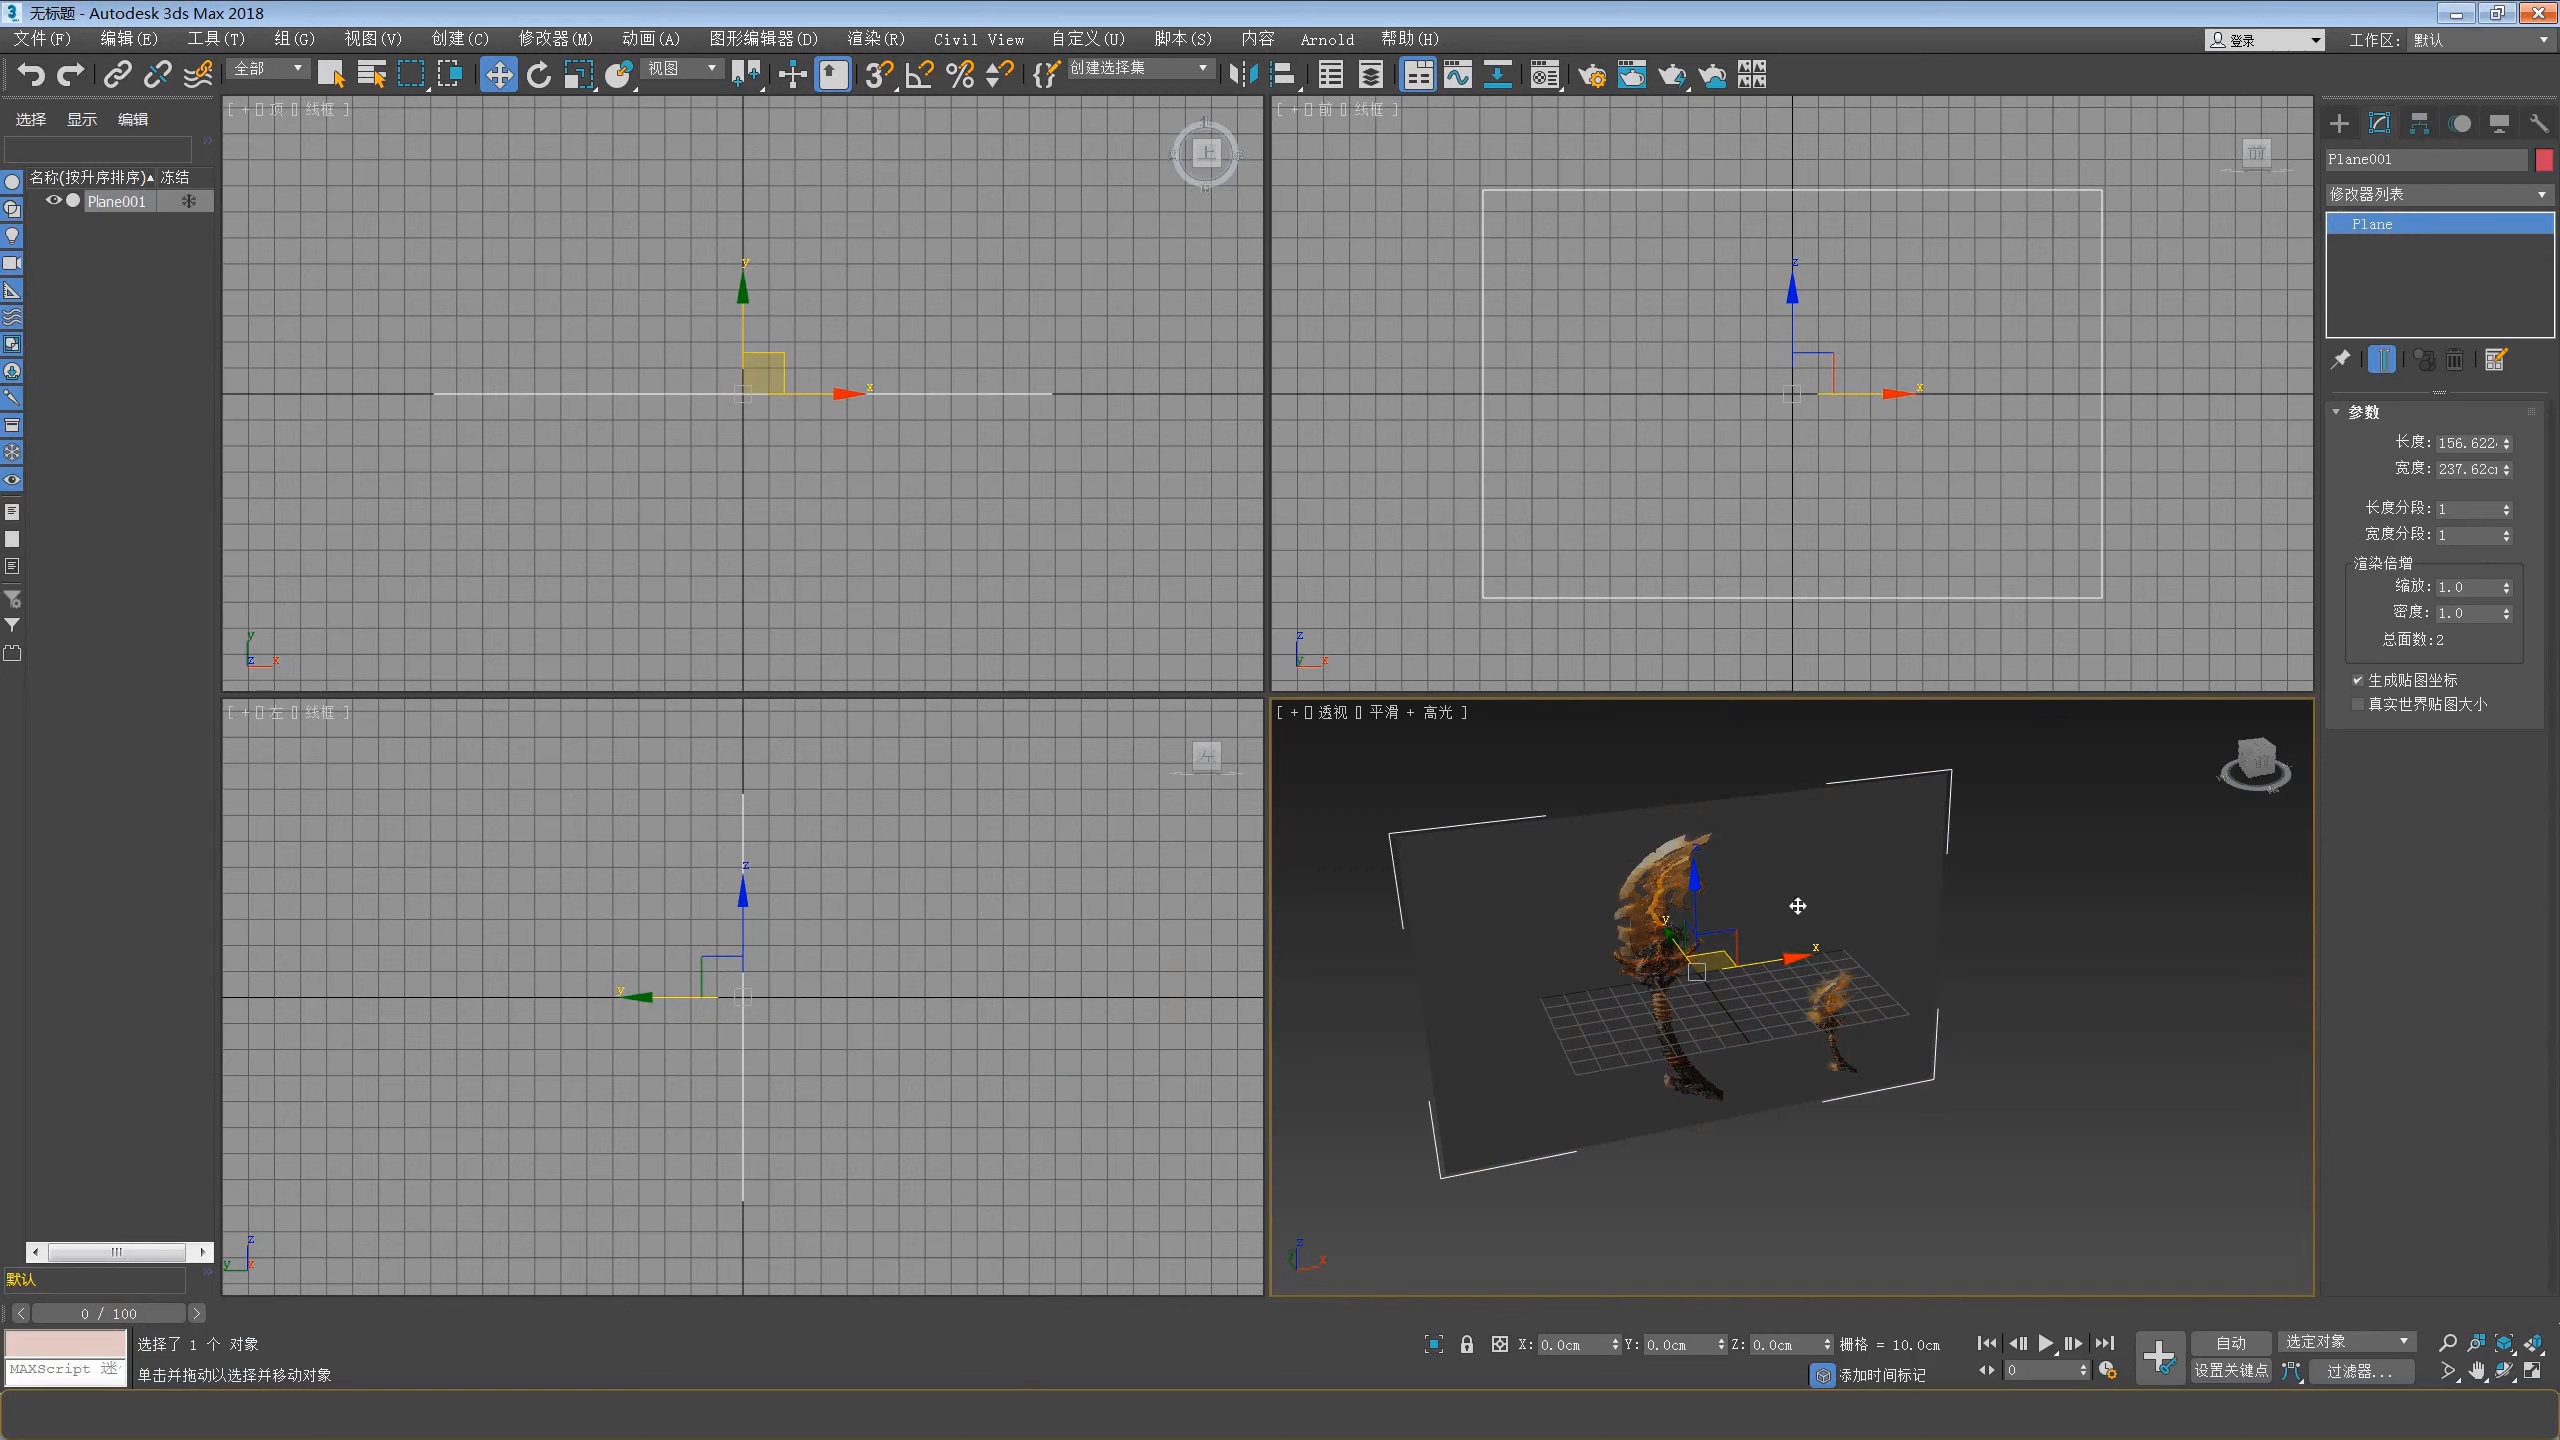 无标题 - Autodesk 3ds Max 2018
文件(F) 编辑(E) 工具(T) 组(G) 视图(V) 创建(C) 修改器(M) 动画(A) 图形编辑器(D) 渲染(R) Civil View 自定义(U) 脚本(S) 内容 Arnold 帮助(H)
登录 工作区: 默认
全部 视图 创建选择集
选择 显示 编辑
名称(按升序排序) 冻结
Plane001
[ + 顶 线框 ]
上
y
x
y
z x
[ + 前 线框 ]
前
z
x
z
y x
[ + 左 线框 ]
左
z
y
z
y x
[ + 透视 平滑 + 高光 ]
前
z
y
x
z
x
Plane001
修改器列表
Plane
参数
长度: 156.622
宽度: 237.62c
长度分段: 1
宽度分段: 1
渲染倍增
缩放: 1.0
密度: 1.0
总面数:2
生成贴图坐标
真实世界贴图大小
默认
0 / 100
选择了 1 个 对象
MAXScript 迷
单击并拖动以选择并移动对象
X: 0.0cm Y: 0.0cm Z: 0.0cm 栅格 = 10.0cm
添加时间标记
0
自动 选定对象
设置关键点 过滤器...